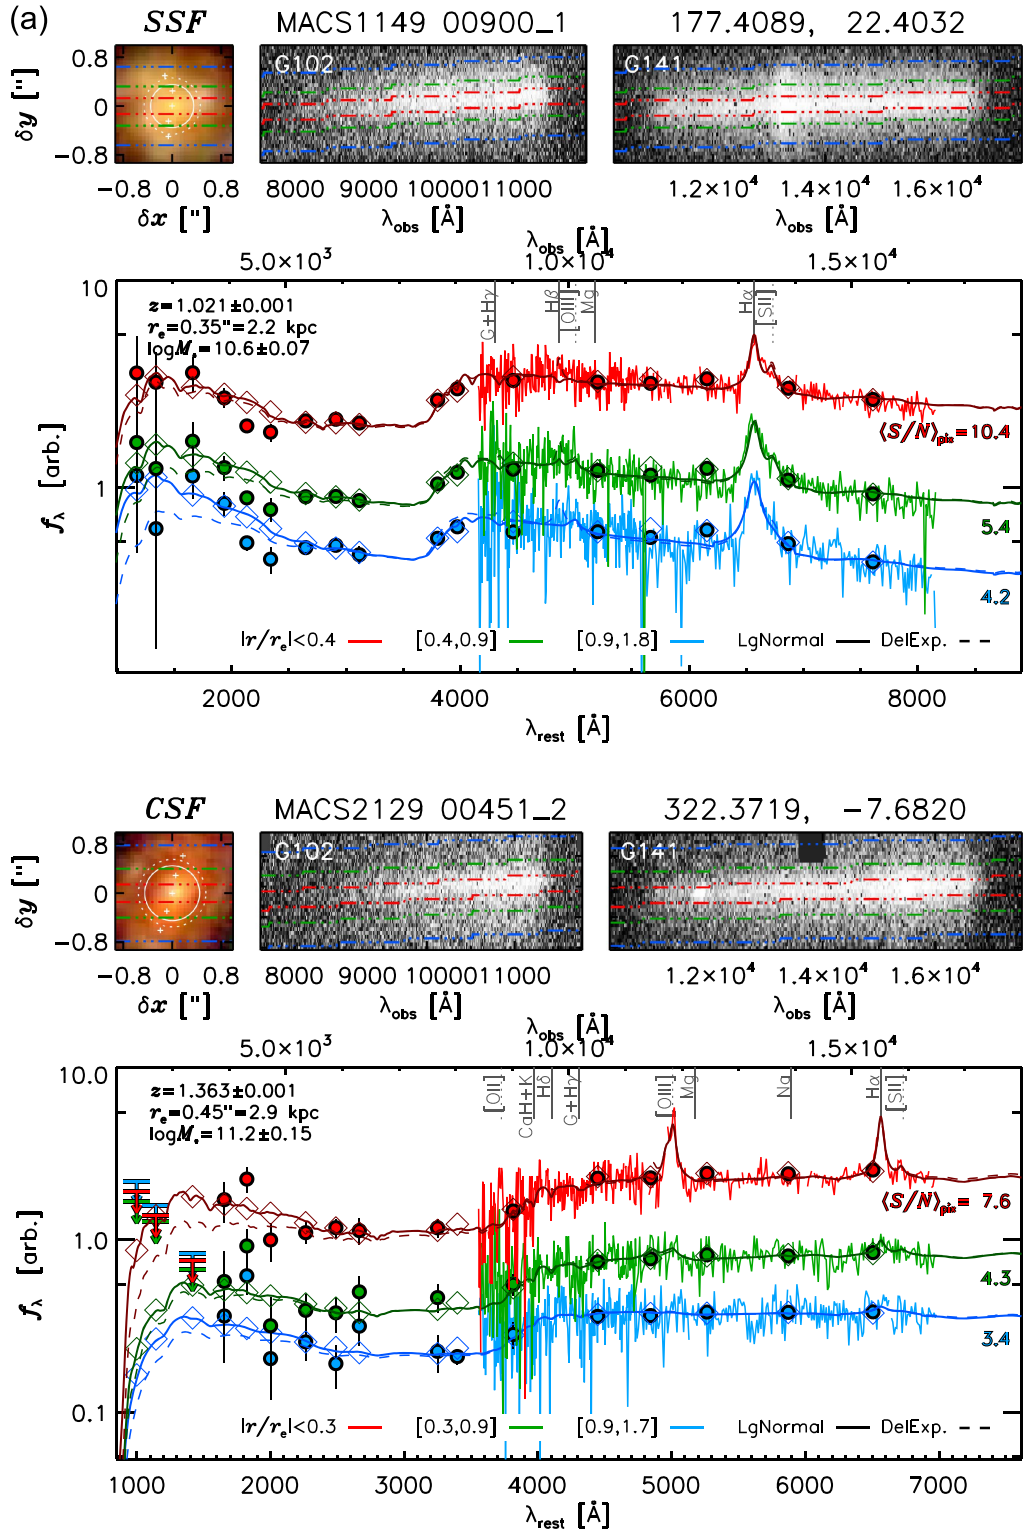 (a) SSF MACS1149 00900_1 177.4089, 22.4032
G102 G141
δy ["] 0.8 0 −0.8
−0.8 0 0.8 8000 9000 10000 11000 1.2×10⁴ 1.4×10⁴ 1.6×10⁴
δx ["] λobs [Å] λobs [Å]
λobs [Å]
5.0×10³ 1.0×10⁴ 1.5×10⁴
10
z=1.021±0.001
re=0.35"=2.2 kpc
logM*=10.6±0.07
G+Hγ Hβ [OIII] Mg Hα [SII]
⟨S/N⟩pix=10.4
1
fλ [arb.]
5.4
4.2
|r/re|<0.4 [0.4,0.9] [0.9,1.8] LgNormal DelExp.
2000 4000 6000 8000
λrest [Å]
CSF MACS2129 00451_2 322.3719, −7.6820
G102 G141
δy ["] 0.8 0 −0.8
−0.8 0 0.8 8000 9000 10000 11000 1.2×10⁴ 1.4×10⁴ 1.6×10⁴
δx ["] λobs [Å] λobs [Å]
λobs [Å]
5.0×10³ 1.0×10⁴ 1.5×10⁴
10.0
z=1.363±0.001
re=0.45"=2.9 kpc
logM*=11.2±0.15
[OII] CaH+K Hδ G+Hγ [OIII] Mg Na Hα [SII]
⟨S/N⟩pix= 7.6
1.0
fλ [arb.]
4.3
3.4
0.1
|r/re|<0.3 [0.3,0.9] [0.9,1.7] LgNormal DelExp.
1000 2000 3000 4000 5000 6000 7000
λrest [Å]